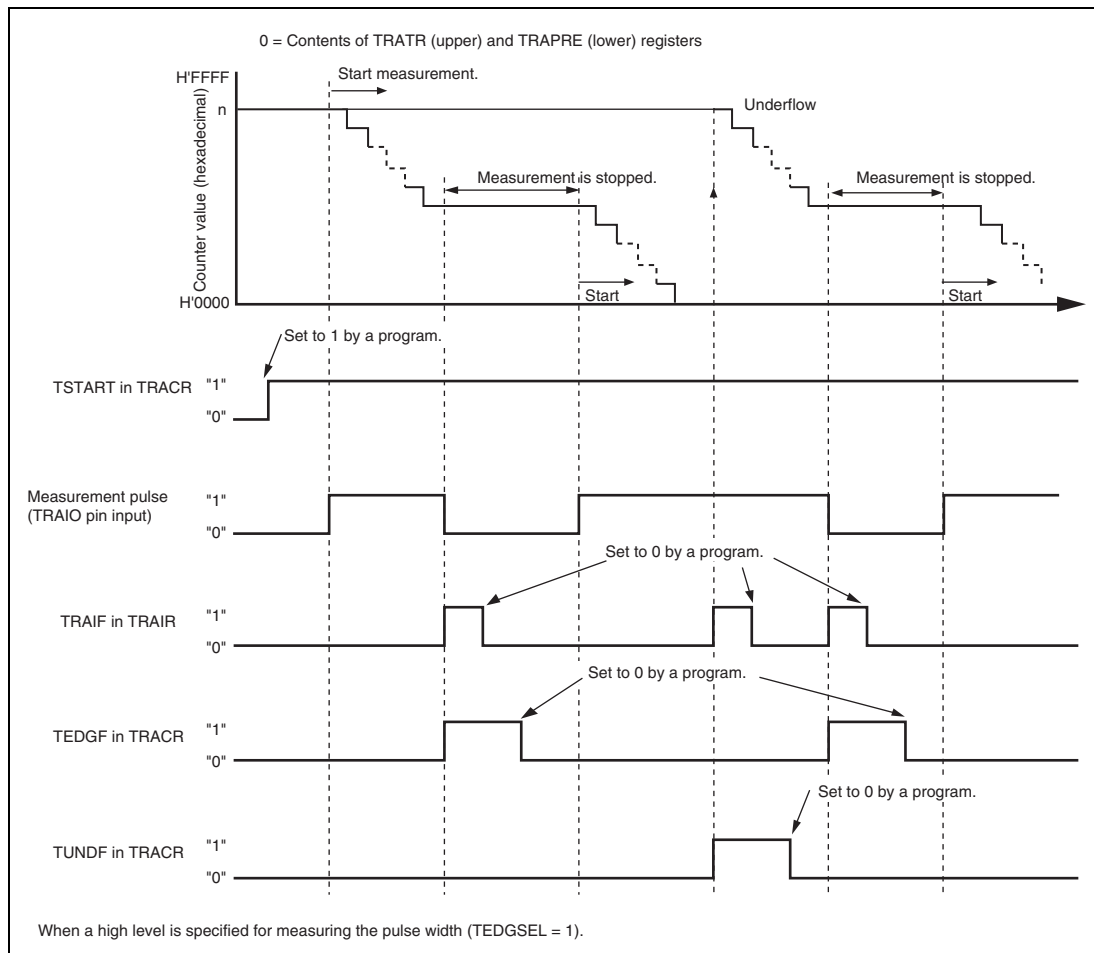 0 = Contents of TRATR (upper) and TRAPRE (lower) registers
H'FFFF
Start measurement.
n
Underflow
Counter value (hexadecimal)
Measurement is stopped.
Measurement is stopped.
Start
Start
H'0000
Set to 1 by a program.
TSTART in TRACR
"1"
"0"
Measurement pulse
(TRAIO pin input)
"1"
"0"
Set to 0 by a program.
TRAIF in TRAIR
"1"
"0"
Set to 0 by a program.
TEDGF in TRACR
"1"
"0"
Set to 0 by a program.
TUNDF in TRACR
"1"
"0"
When a high level is specified for measuring the pulse width (TEDGSEL = 1).